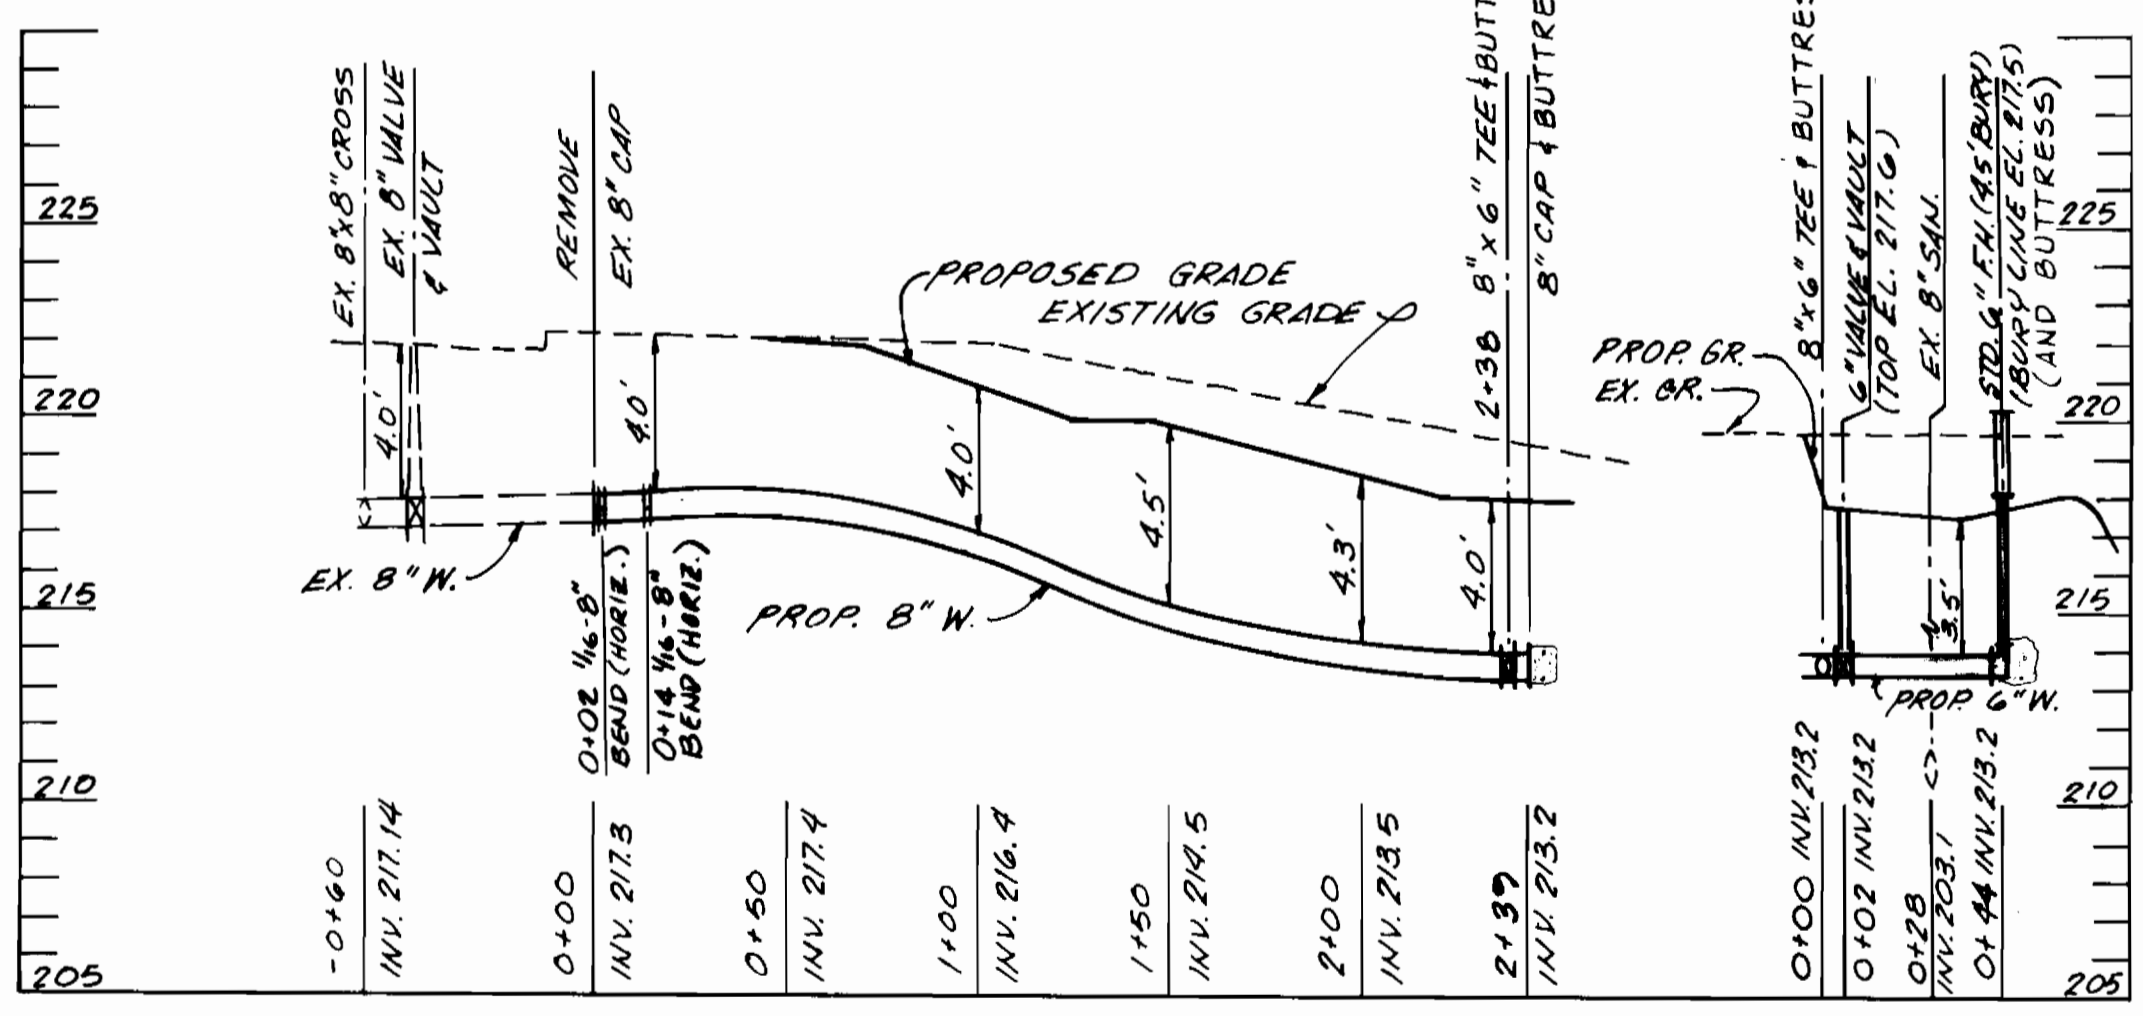 EX. 8"x8" CROSS
EX. 8" VALVE
& VAULT
REMOVE
EX. 8" CAP
2+38 8"x6" TEE & BUTT
8" CAP & BUTTRE
8"x6" TEE & BUTTRES
6" VALVE & VAULT
(TOP EL. 217.6)
EX. 8" SAN.
STD. 6" F.H. (4.5' BURY)
(BURY LINE EL. 217.5)
(AND BUTTRESS)
225
225
PROPOSED GRADE
EXISTING GRADE
PROP. GR.
EX. GR.
220
220
4.0'
4.0'
4.0'
4.5'
4.3'
4.0'
3.5'
EX. 8" W.
215
215
PROP. 8" W.
0+02 1/16-8"
BEND (HORIZ.)
0+14 1/16-8"
BEND (HORIZ.)
PROP. 6" W.
210
210
-0+60
INV. 217.14
0+00
INV. 217.3
0+50
INV. 217.4
1+00
INV. 216.4
1+50
INV. 214.5
2+00
INV. 213.5
2+39
INV. 213.2
0+00 INV. 213.2
0+02 INV. 213.2
0+28
INV. 203.1
0+44 INV. 213.2
205
205